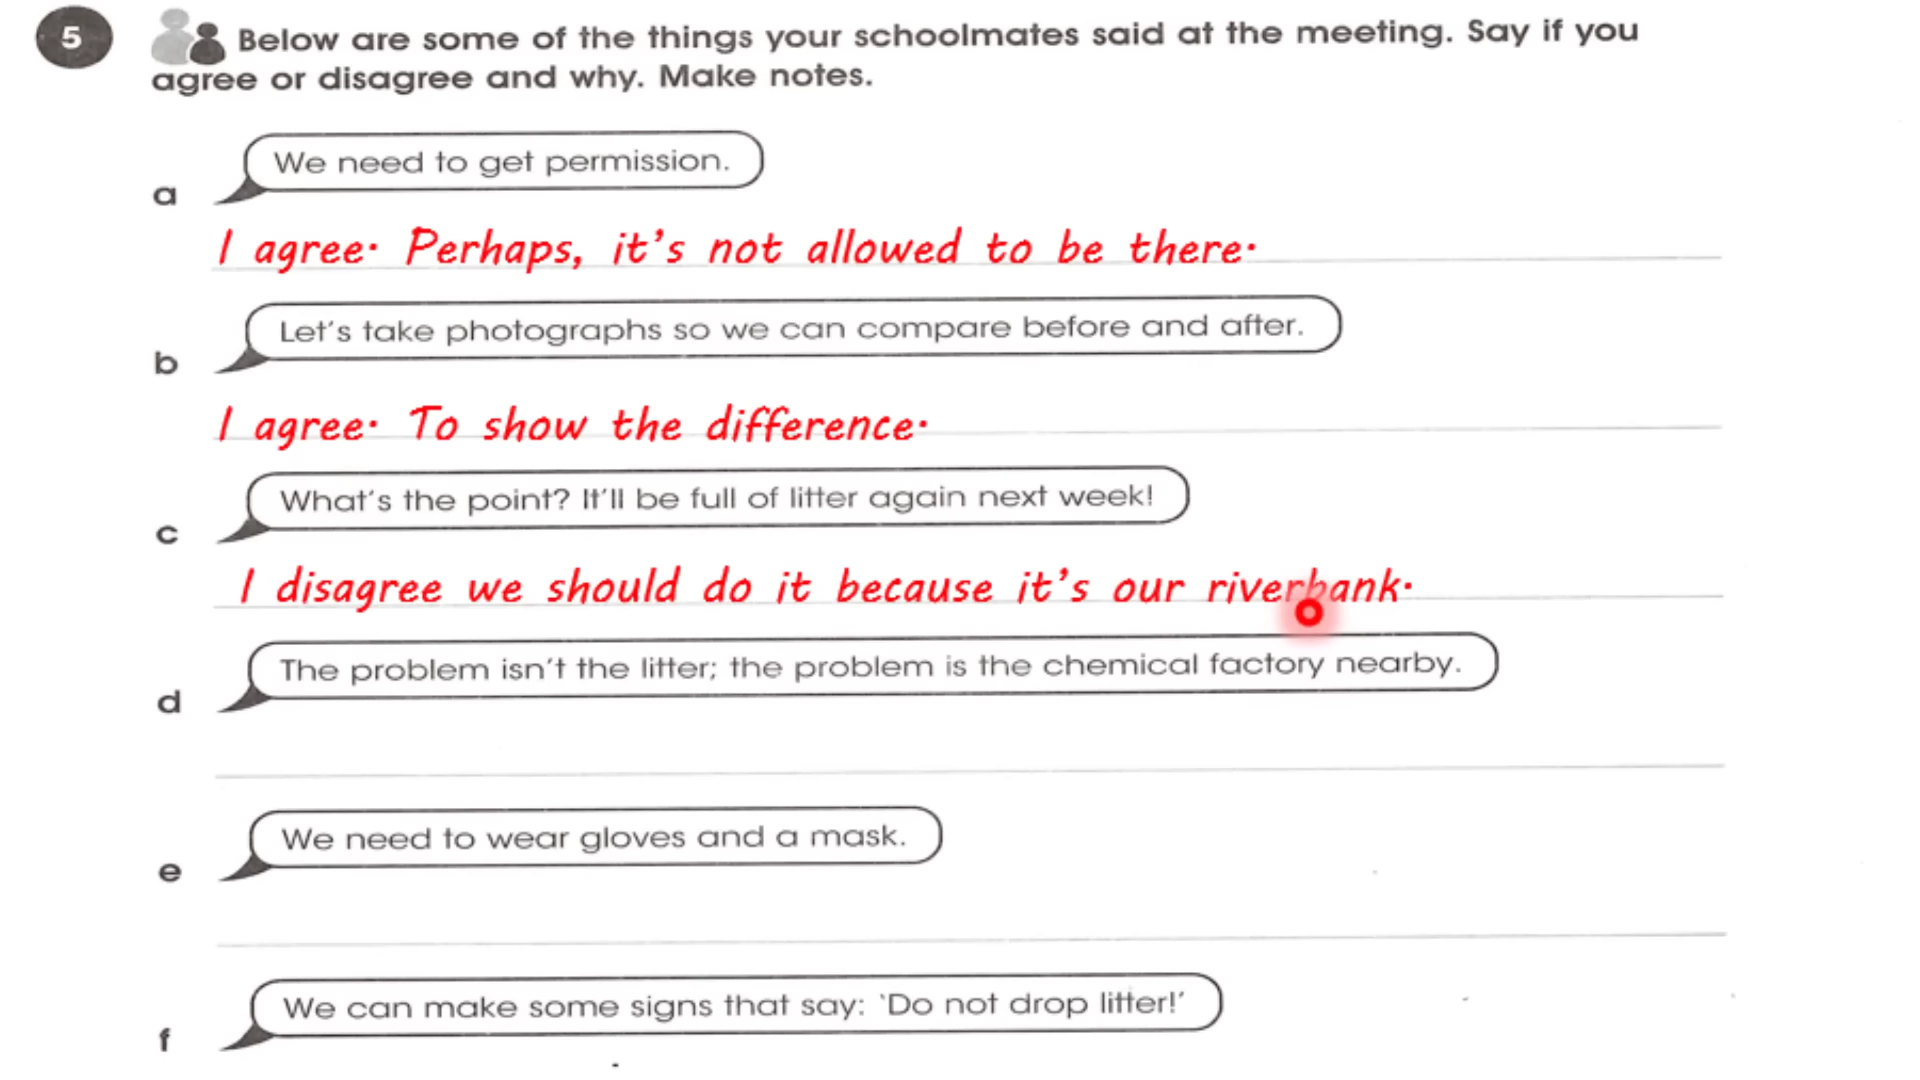 5 Below are some of the things your schoolmates said at the meeting. Say if you
agree or disagree and why. Make notes.
We need to get permission.
a
I agree. Perhaps, it's not allowed to be there.
Let's take photographs so we can compare before and after.
b
I agree. To show the difference.
What's the point? It'll be full of litter again next week!
c
I disagree we should do it because it's our riverbank.
The problem isn't the litter; the problem is the chemical factory nearby.
d
We need to wear gloves and a mask.
e
We can make some signs that say: 'Do not drop litter!'
f